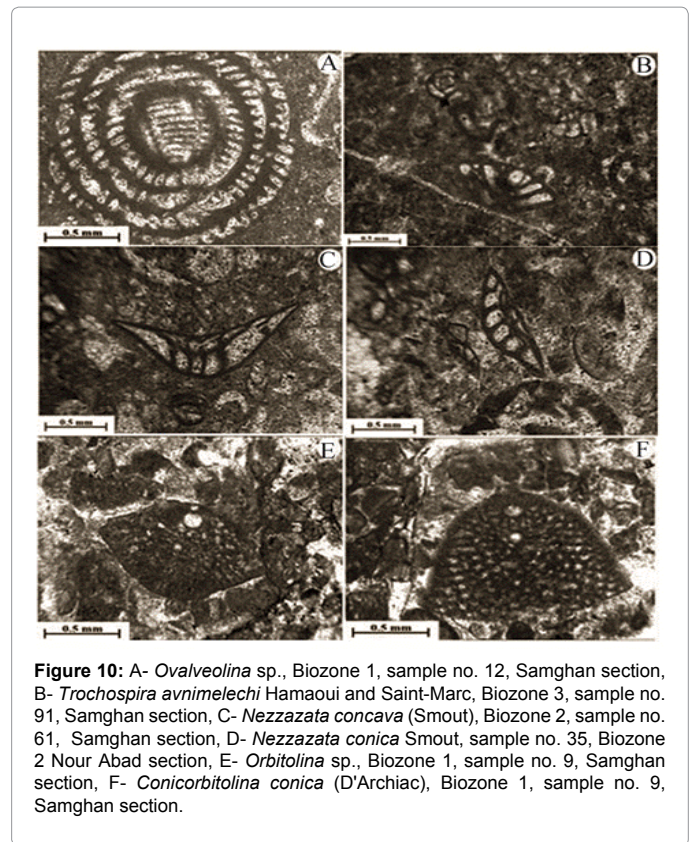 A
B
0.5 mm
0.5 mm
C
D
0.5 mm
0.5 mm
E
F
0.5 mm
0.5 mm
Figure 10: A- Ovalveolina sp., Biozone 1, sample no. 12, Samghan section,
B- Trochospira avnimelechi Hamaoui and Saint-Marc, Biozone 3, sample no.
91, Samghan section, C- Nezzazata concava (Smout), Biozone 2, sample no.
61, Samghan section, D- Nezzazata conica Smout, sample no. 35, Biozone
2 Nour Abad section, E- Orbitolina sp., Biozone 1, sample no. 9, Samghan
section, F- Conicorbitolina conica (D'Archiac), Biozone 1, sample no. 9,
Samghan section.